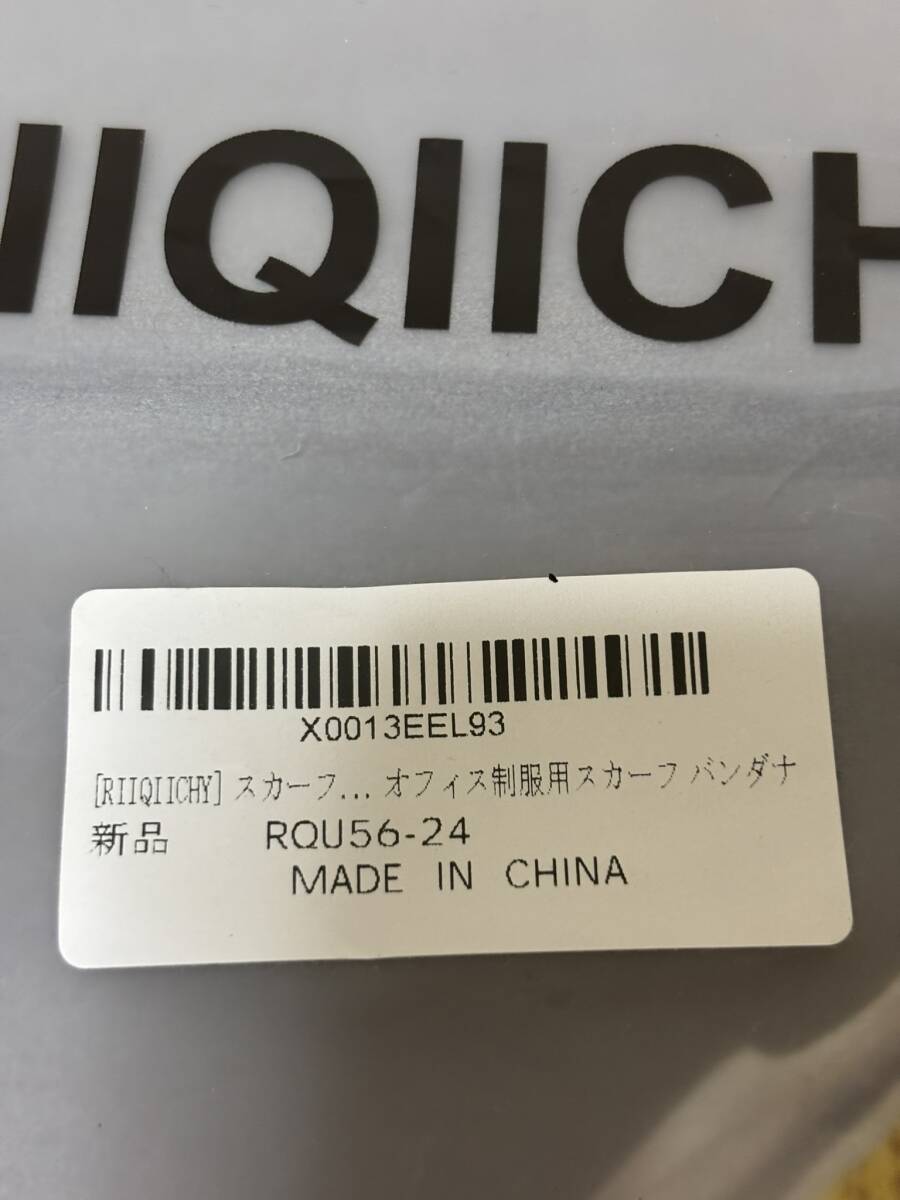 IIQIICH
X0013EEL93
[RIIQIICHY] スカーフ... オフィス制服用スカーフ バンダナ
新品 RQU56-24
MADE IN CHINA